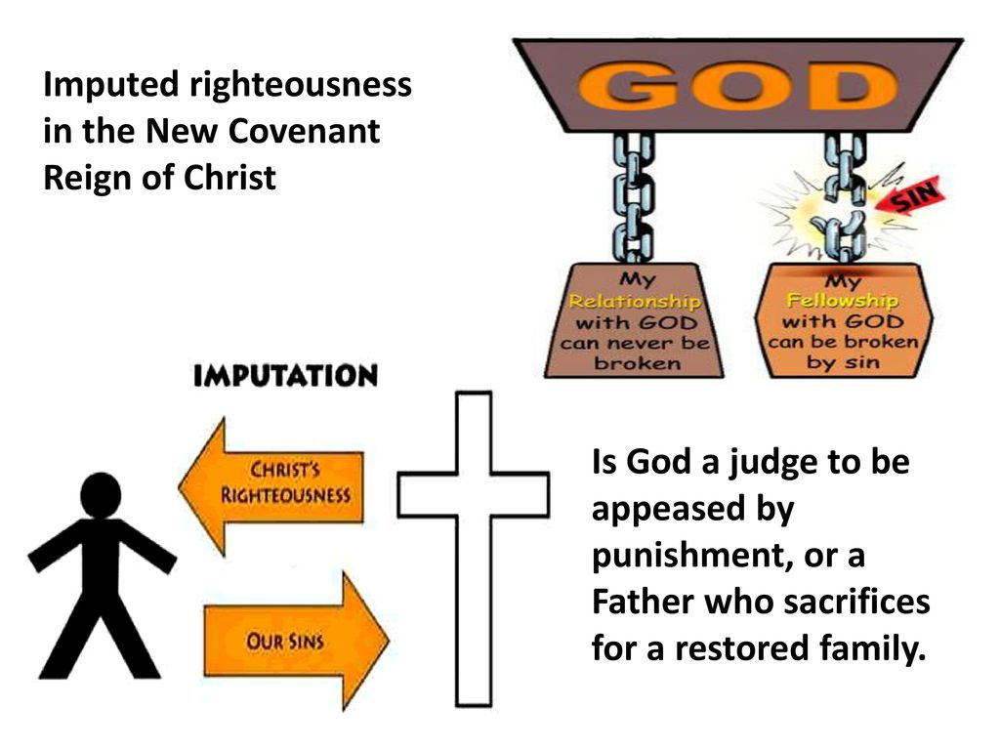 Imputed righteousness
in the New Covenant
Reign of Christ
GOD
SIN
My
Relationship
with GOD
can never be
broken
My
Fellowship
with GOD
can be broken
by sin
IMPUTATION
CHRIST'S
RIGHTEOUSNESS
OUR SINS
Is God a judge to be
appeased by
punishment, or a
Father who sacrifices
for a restored family.